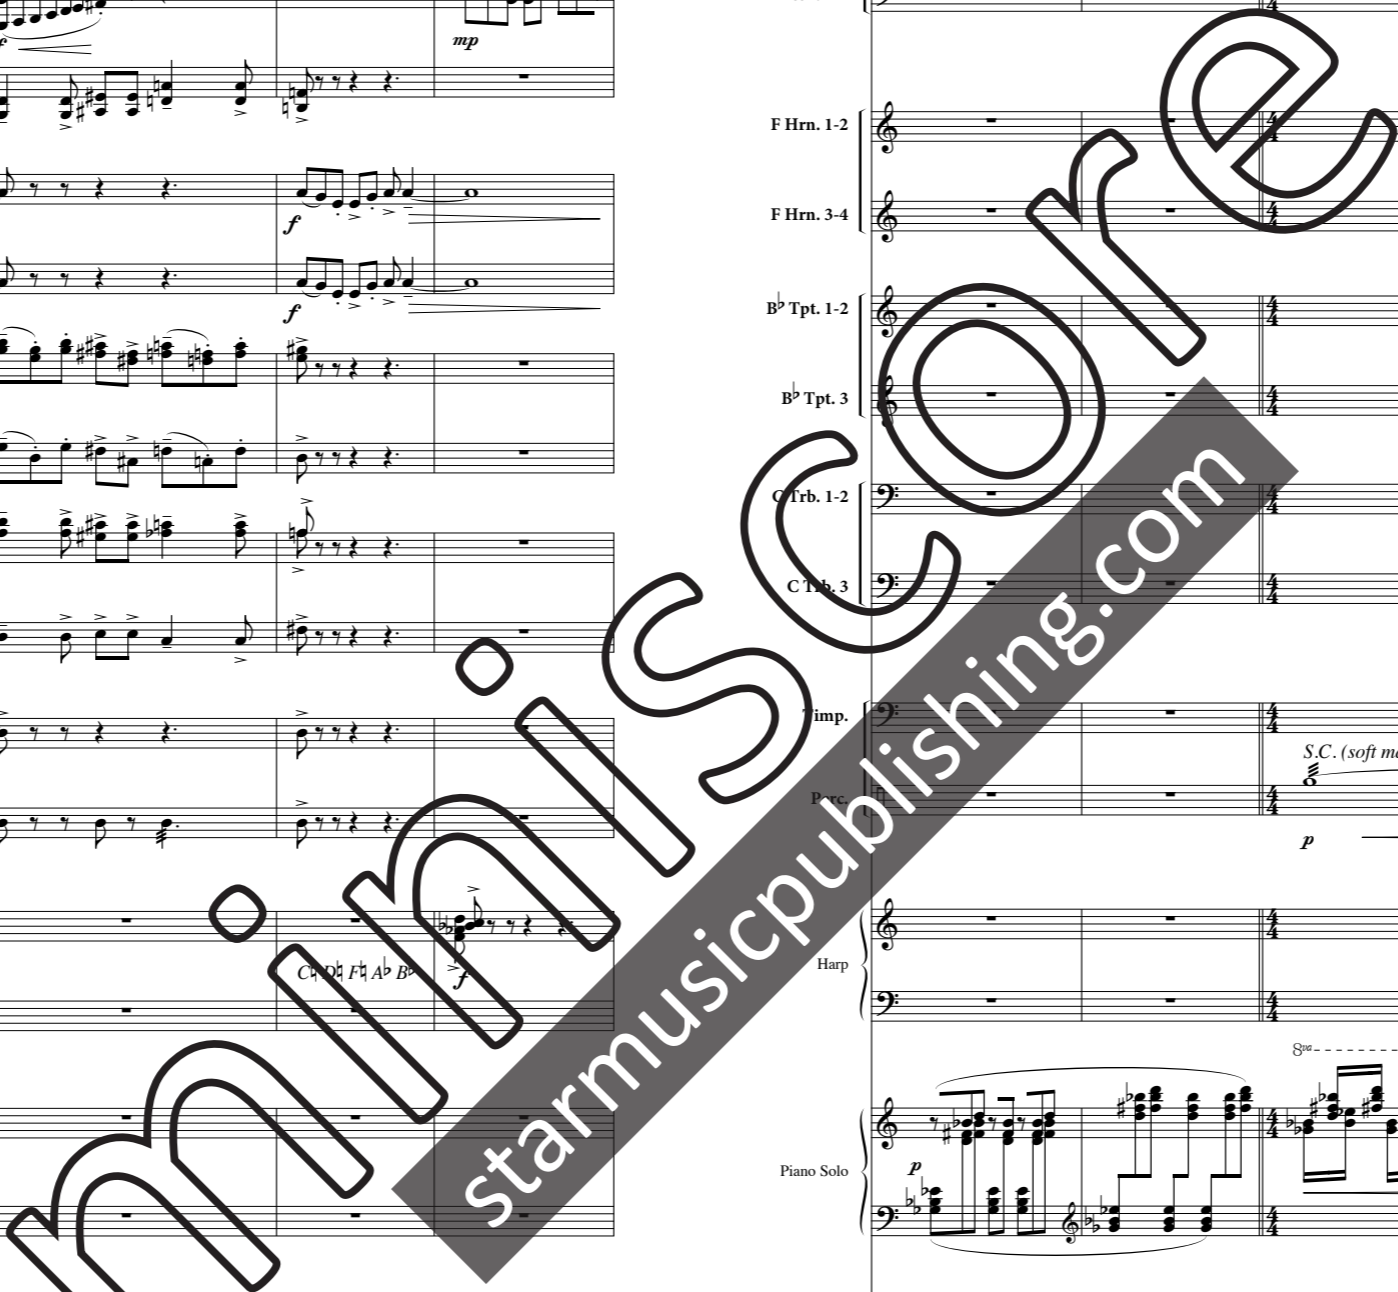 f
mp
f
f
C♮ D♮ F♮ A♭ B♭
f
F Hrn. 1-2
F Hrn. 3-4
B♭ Tpt. 1-2
B♭ Tpt. 3
C Trb. 1-2
C Trb. 3
Timp.
S.C. (soft
Perc.
p
Harp
8va
Piano Solo
p
miniscore
starmusicpublishing.com